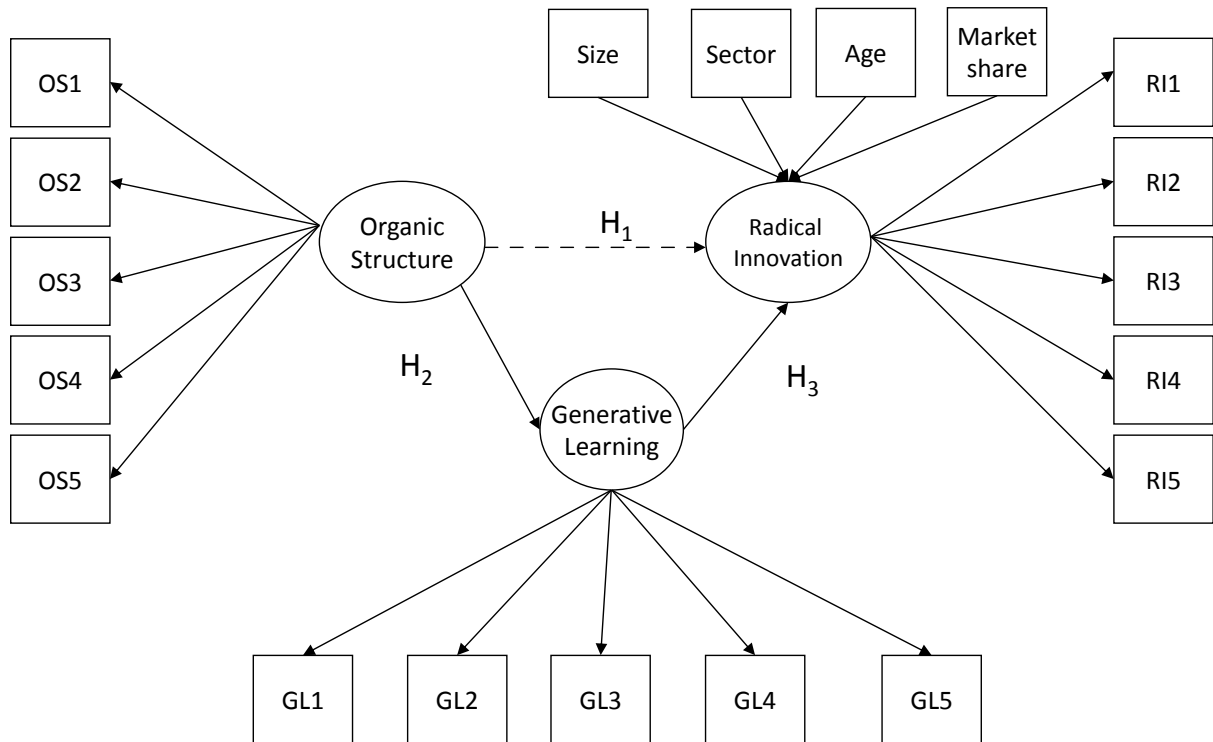 Size
Sector
Age
Market
share
OS1
OS2
OS3
OS4
OS5
Organic
Structure
H₁
Radical
Innovation
RI1
RI2
RI3
RI4
RI5
H₂
Generative
Learning
H₃
GL1
GL2
GL3
GL4
GL5